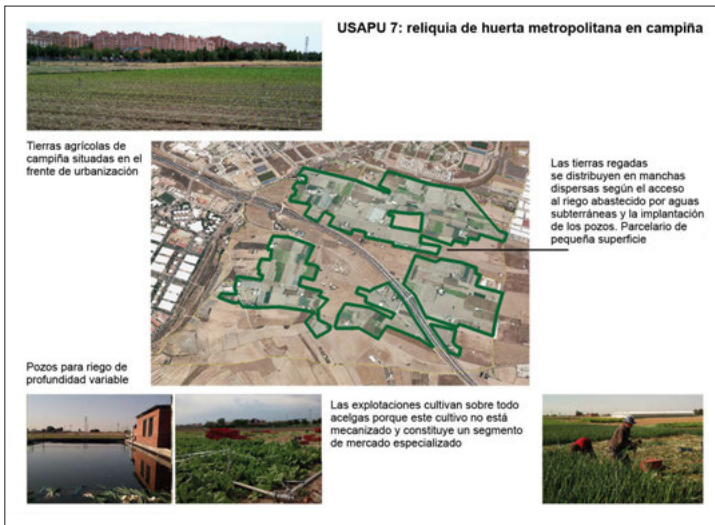 USAPU 7: reliquia de huerta metropolitana en campiña
Tierras agrícolas de
campiña situadas en el
frente de urbanización
Las tierras regadas
se distribuyen en manchas
dispersas según el acceso
al riego abastecido por aguas
subterráneas y la implantación
de los pozos. Parcelario de
pequeña superficie
Pozos para riego de
profundidad variable
Las explotaciones cultivan sobre todo
acelgas porque este cultivo no está
mecanizado y constituye un segmento
de mercado especializado